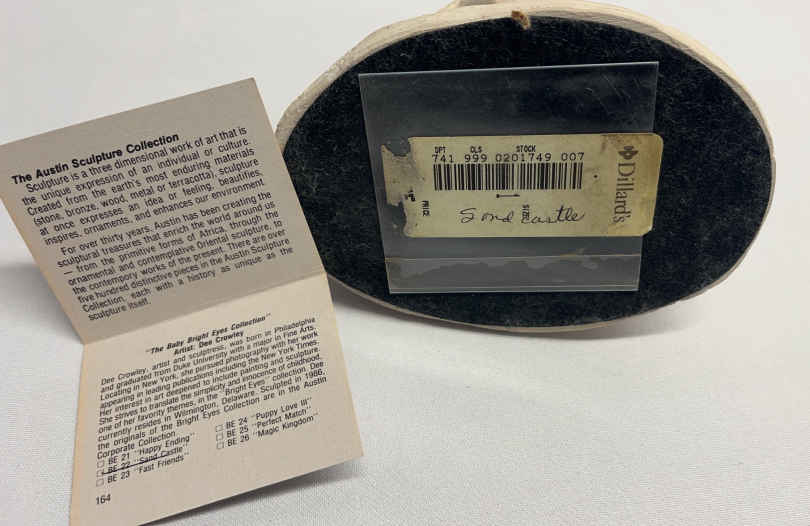 The Austin Sculpture Collection
Sculpture is a three dimensional work of art that is
the unique expression of an individual or culture.
Created from the earth's most enduring materials
(stone, bronze, wood, metal or terracotta), sculpture
at once expresses an idea or feeling, beautifies,
inspires, ornaments, and enhances our environment.
For over thirty years, Austin has been creating the
sculptural treasures that enrich the world around us
— from the primitive forms of Africa, through the
ornamental and contemplative Oriental sculpture, to
the contempory works of the present. There are over
five hundred distinctive pieces in the Austin Sculpture
Collection, each with a history as unique as the
sculpture itself.
"The Baby Bright Eyes Collection"
Artist: Dee Crowley
Dee Crowley, artist and sculptress, was born in Philadelphia
and graduated from Duke University with a major in Fine Arts.
Locating in New York, she pursued photography with her work
appearing in leading publications including the New York Times.
Her interest in art deepened to include painting and sculpture.
She strives to translate the simplicity and innocence of childhood,
one of her favorite themes, in the "Bright Eyes" collection. Dee
currently resides in Wilmington, Delaware. Sculpted in 1986,
the originals of the Bright Eyes Collection are in the Austin
Corporate Collection.
BE 21 "Happy Ending"
BE 22 "Sand Castle"
BE 23 "Fast Friends"
BE 24 "Puppy Love III"
BE 25 "Perfect Match"
BE 26 "Magic Kingdom"
164
DPT CLS STOCK
741 999 0201749 007
PRICE
SIZE
Sand Castle
Dillard's